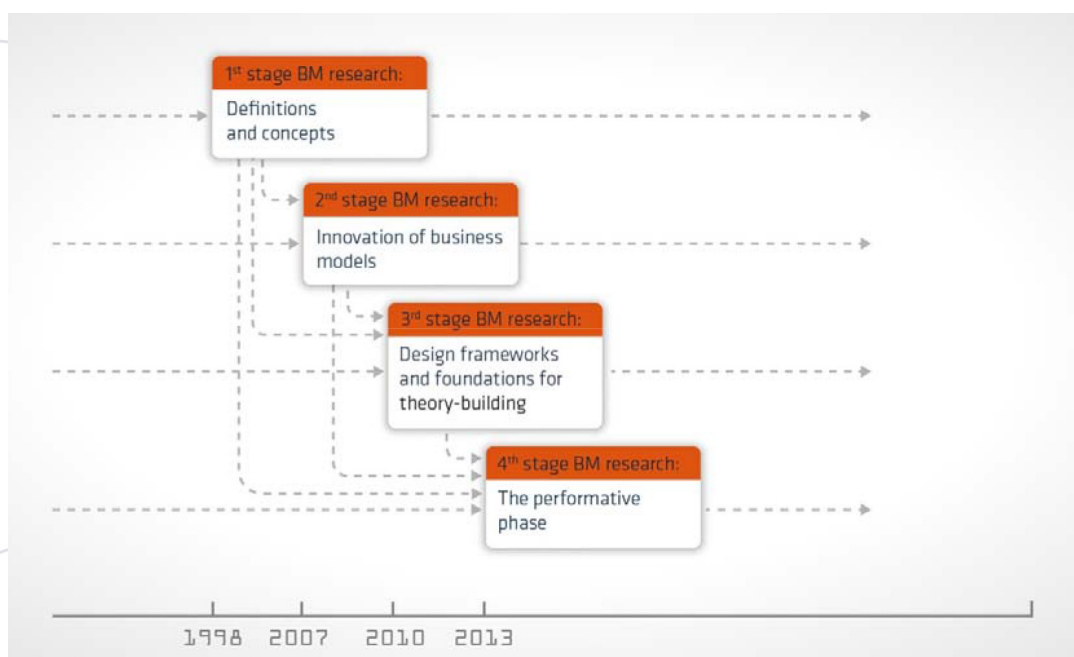 1st stage BM research:
Definitions
and concepts
2nd stage BM research:
Innovation of business
models
3rd stage BM research:
Design frameworks
and foundations for
theory-building
4th stage BM research:
The performative
phase
1998 2007 2010 2013